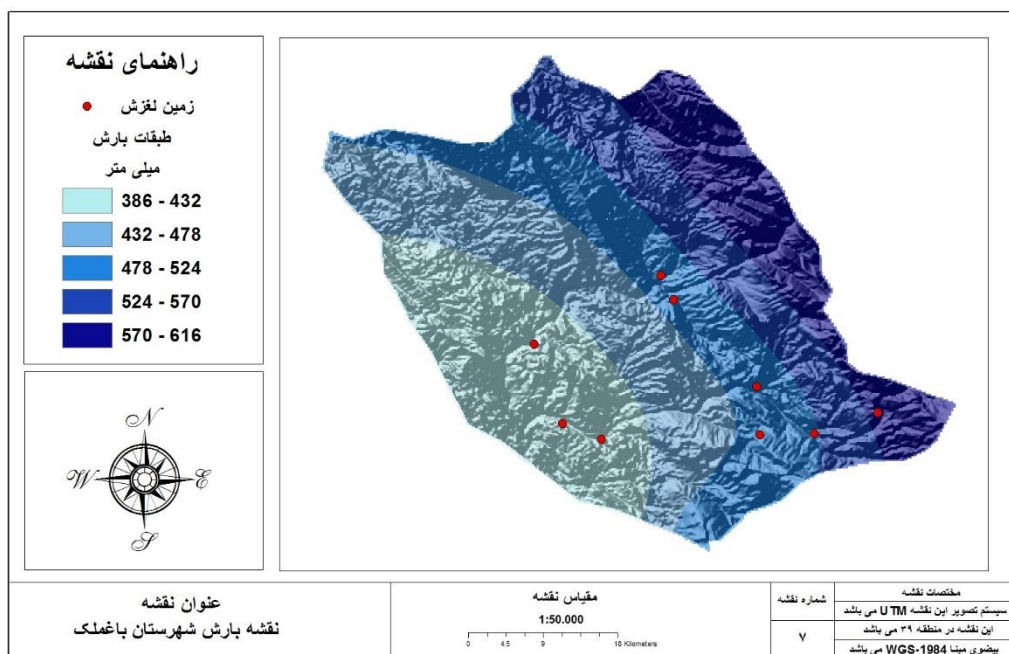 راهنمای نقشه
زمین لغزش
طبقات بارش
میلی متر
386 - 432
432 - 478
478 - 524
524 - 570
570 - 616
N
W
E
S
عنوان نقشه
نقشه بارش شهرستان باغملک
مقیاس نقشه
1:50.000
0 4.5 9 18 Kilometers
شماره نقشه
۷
مختصات نقشه
سیستم تصویر این نقشه UTM می باشد
این نقشه در منطقه ۳۹ می باشد
بیضوی مبنا WGS-1984 می باشد